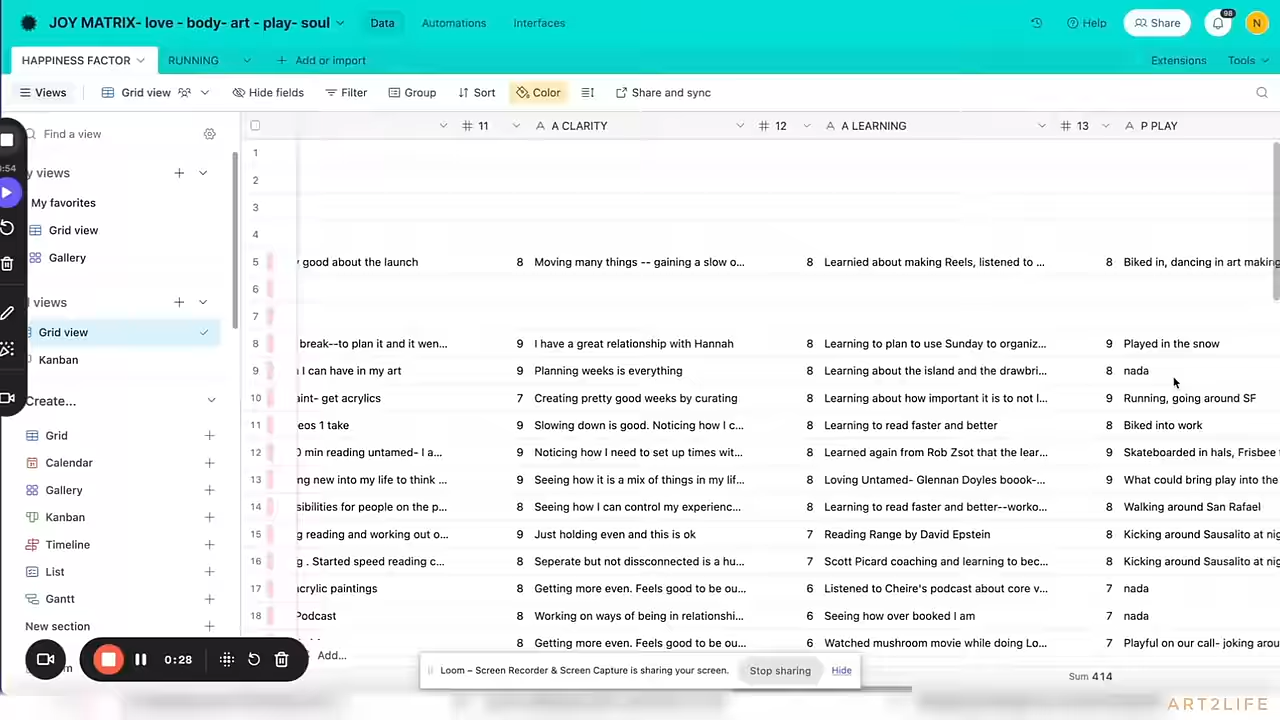 JOY MATRIX- love - body- art - play- soul
Data
Automations
Interfaces
Help
Share
98
N
HAPPINESS FACTOR
RUNNING
Add or import
Extensions
Tools
Views
Grid view
Hide fields
Filter
Group
Sort
Color
Share and sync
Find a view
y views
My favorites
Grid view
Gallery
views
Grid view
Kanban
Create...
Grid
Calendar
Gallery
Kanban
Timeline
List
Gantt
New section
:54
# 11 A A CLARITY # 12 A A LEARNING # 13 A P PLAY
1
2
3
4
5 good about the launch 8 Moving many things -- gaining a slow o... 8 Learnied about making Reels, listened to ... 8 Biked in, dancing in art making
6
7
8 break--to plan it and it wen... 9 I have a great relationship with Hannah 8 Learning to plan to use Sunday to organiz... 9 Played in the snow
9 I can have in my art 9 Planning weeks is everything 8 Learning about the island and the drawbri... 8 nada
10 aint- get acrylics 7 Creating pretty good weeks by curating 8 Learning about how important it is to not l... 9 Running, going around SF
11 eos 1 take 9 Slowing down is good. Noticing how I c... 8 Learning to read faster and better 8 Biked into work
12 0 min reading untamed- I a... 9 Noticing how I need to set up times wit... 8 Learned again from Rob Zsot that the lear... 9 Skateboarded in hals, Frisbee
13 ng new into my life to think ... 9 Seeing how it is a mix of things in my lif... 8 Loving Untamed- Glennan Doyles boook-... 9 What could bring play into the
14 sibilities for people on the p... 8 Seeing how I can control my experienc... 8 Learning to read faster and better--worko... 8 Walking around San Rafael
15 g reading and working out o... 9 Just holding even and this is ok 7 Reading Range by David Epstein 8 Kicking around Sausalito at nig
16 g . Started speed reading c... 8 Seperate but not dissconnected is a hu... 7 Scott Picard coaching and learning to bec... 8 Kicking around Sausalito at nig
17 acrylic paintings 8 Getting more even. Feels good to be ou... 6 Listened to Cheire's podcast about core v... 7 nada
18 Podcast 8 Working on ways of being in relationshi... 6 Seeing how over booked I am 7 nada
8 Getting more even. Feels good to be ou... 6 Watched mushroom movie while doing Lo... 7 Playful on our call- joking arou
Add...
0:28
Loom – Screen Recorder & Screen Capture is sharing your screen.
Stop sharing
Hide
Sum 414
ART2LIFE